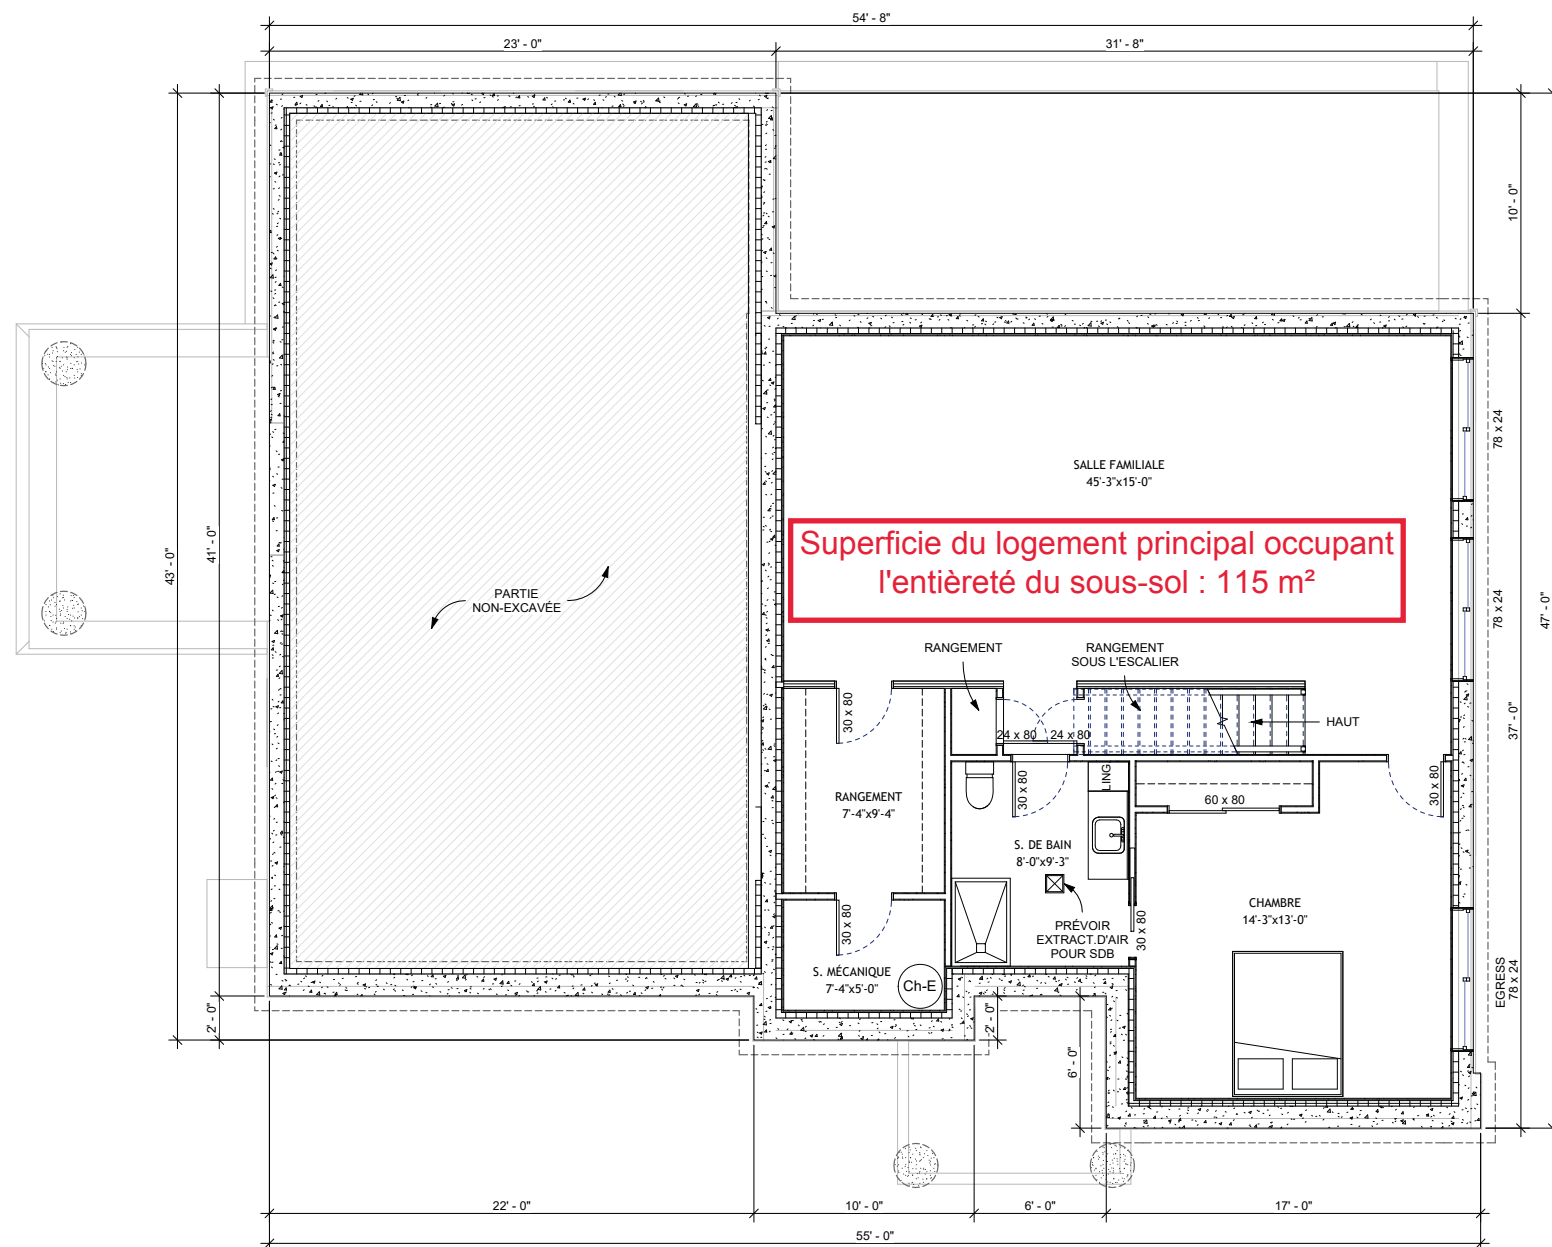 54' - 8"
23' - 0"
31' - 8"
10' - 0"
43' - 0"
41' - 0"
78 x 24
SALLE FAMILIALE
45'-3"x15'-0"
Superficie du logement principal occupant
l'entièreté du sous-sol : 115 m²
PARTIE
NON-EXCAVÉE
78 x 24
47' - 0"
RANGEMENT
RANGEMENT
SOUS L'ESCALIER
30 x 80
24 x 80
24 x 80
HAUT
37' - 0"
30 x 80
LING
60 x 80
30 x 80
RANGEMENT
7'-4"x9'-4"
S. DE BAIN
8'-0"x9'-3"
CHAMBRE
14'-3"x13'-0"
30 x 80
PRÉVOIR
EXTRACT.D'AIR
POUR SDB
30 x 80
S. MÉCANIQUE
7'-4"x5'-0"
Ch-E
EGRESS
78 x 24
2' - 0"
2' - 0"
6' - 0"
22' - 0"
10' - 0"
6' - 0"
17' - 0"
55' - 0"